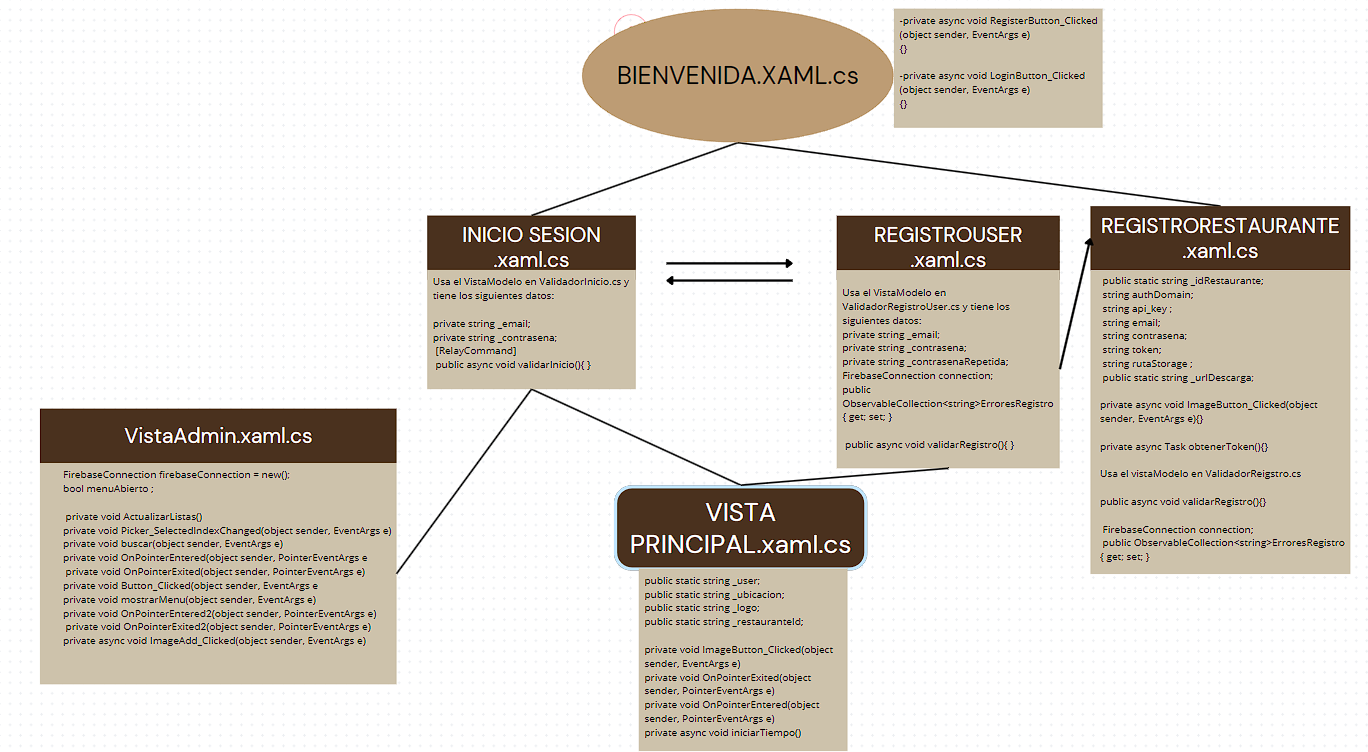 BIENVENIDA.XAML.cs
-private async void RegisterButton_Clicked
(object sender, EventArgs e)
{}
-private async void LoginButton_Clicked
(object sender, EventArgs e)
{}
INICIO SESION
.xaml.cs
Usa el VistaModelo en ValidadorInicio.cs y
tiene los siguientes datos:
private string _email;
private string _contrasena;
[RelayCommand]
public async void validarInicio(){ }
REGISTROUSER
.xaml.cs
Usa el VistaModelo en
ValidadorRegistroUser.cs y tiene los
siguientes datos:
private string _email;
private string _contrasena;
private string _contrasenaRepetida;
FirebaseConnection connection;
public
ObservableCollection<string>ErroresRegistro
{ get; set; }
public async void validarRegistro(){ }
REGISTRORESTAURANTE
.xaml.cs
public static string _idRestaurante;
string authDomain;
string api_key ;
string email;
string contrasena;
string token;
string rutaStorage ;
public static string _urlDescarga;
private async void ImageButton_Clicked(object
sender, EventArgs e){}
private async Task obtenerToken(){}
Usa el vistaModelo en ValidadorReigstro.cs
public async void validarRegistro(){}
FirebaseConnection connection;
public ObservableCollection<string>ErroresRegistro
{ get; set; }
VistaAdmin.xaml.cs
FirebaseConnection firebaseConnection = new();
bool menuAbierto ;
private void ActualizarListas()
private void Picker_SelectedIndexChanged(object sender, EventArgs e)
private void buscar(object sender, EventArgs e)
private void OnPointerEntered(object sender, PointerEventArgs e
private void OnPointerExited(object sender, PointerEventArgs e)
private void Button_Clicked(object sender, EventArgs e
private void mostrarMenu(object sender, EventArgs e)
private void OnPointerEntered2(object sender, PointerEventArgs e)
private void OnPointerExited2(object sender, PointerEventArgs e)
private async void ImageAdd_Clicked(object sender, EventArgs e)
VISTA
PRINCIPAL.xaml.cs
public static string _user;
public static string _ubicacion;
public static string _logo;
public static string _restauranteId;
private void ImageButton_Clicked(object
sender, EventArgs e)
private void OnPointerExited(object
sender, PointerEventArgs e)
private void OnPointerEntered(object
sender, PointerEventArgs e)
private async void iniciarTiempo()